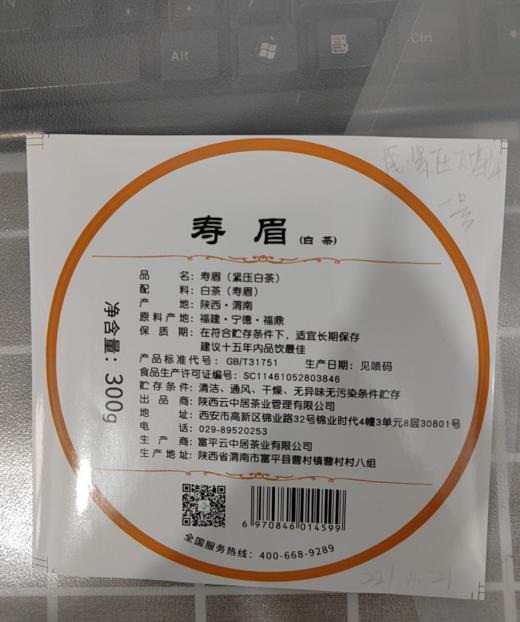 Alt
Ctrl
寿眉 (白茶)
品名：寿眉（紧压白茶）
配料：白茶（寿眉）
产地：陕西·渭南
原料产地：福建·宁德·福鼎
保质期：在符合贮存条件下，适宜长期保存
建议十五年内品饮最佳
产品标准代号：GB/T31751 生产日期：见喷码
食品生产许可证编号：SC11461052803846
贮存条件：清洁、通风、干燥、无异味无污染条件贮存
出品商：陕西云中居茶业管理有限公司
地址：西安市高新区锦业路32号锦业时代4幢3单元8层30801号
电话：029-89520253
生产商：富平云中居茶业有限公司
生产地址：陕西省渭南市富平县曹村镇曹村村八组
净含量：300g
6 970846 014599
全国服务热线：400-668-9289